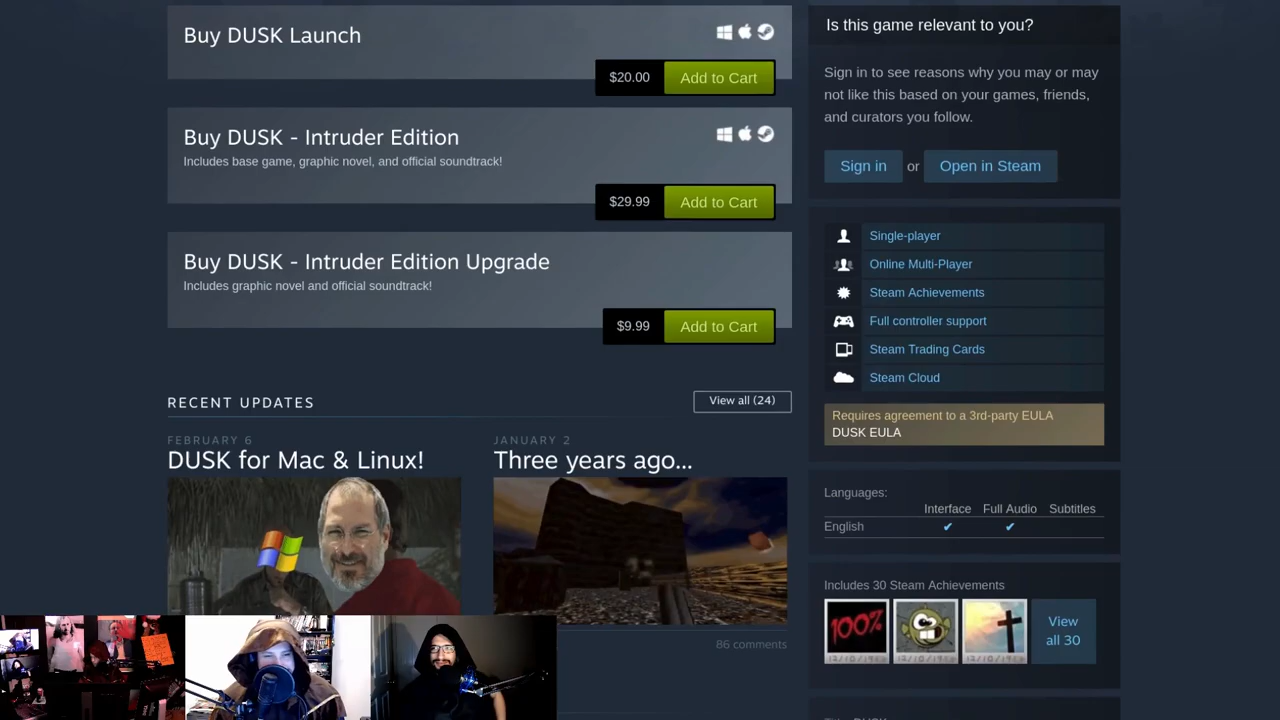 Buy DUSK Launch
$20.00 Add to Cart
Buy DUSK - Intruder Edition
Includes base game, graphic novel, and official soundtrack!
$29.99 Add to Cart
Buy DUSK - Intruder Edition Upgrade
Includes graphic novel and official soundtrack!
$9.99 Add to Cart
RECENT UPDATES
View all (24)
FEBRUARY 6
DUSK for Mac & Linux!
JANUARY 2
Three years ago...
86 comments
Is this game relevant to you?
Sign in to see reasons why you may or may
not like this based on your games, friends,
and curators you follow.
Sign in or Open in Steam
Single-player
Online Multi-Player
Steam Achievements
Full controller support
Steam Trading Cards
Steam Cloud
Requires agreement to a 3rd-party EULA
DUSK EULA
Languages:
Interface Full Audio Subtitles
English ✔ ✔
Includes 30 Steam Achievements
100%
View
all 30